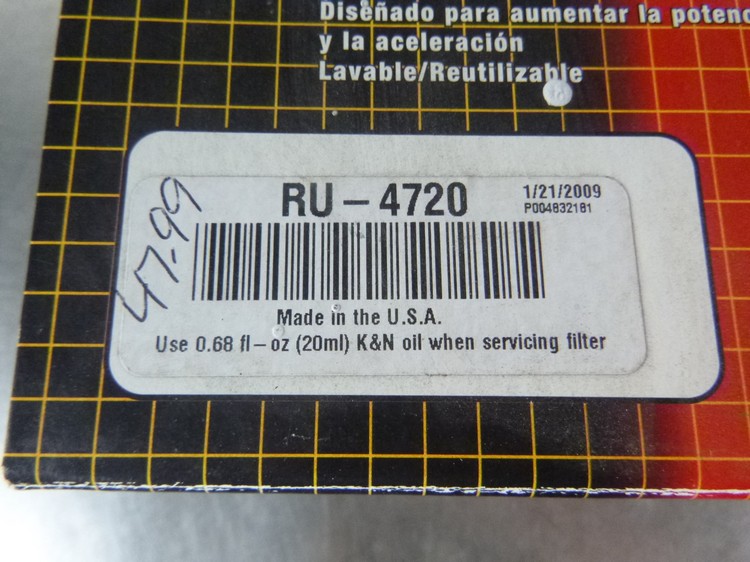 Diseñado para aumentar la potenc
y la aceleración
Lavable/Reutilizable
47.99
RU-4720
1/21/2009
P004832181
Made in the U.S.A.
Use 0.68 fl-oz (20ml) K&N oil when servicing filter